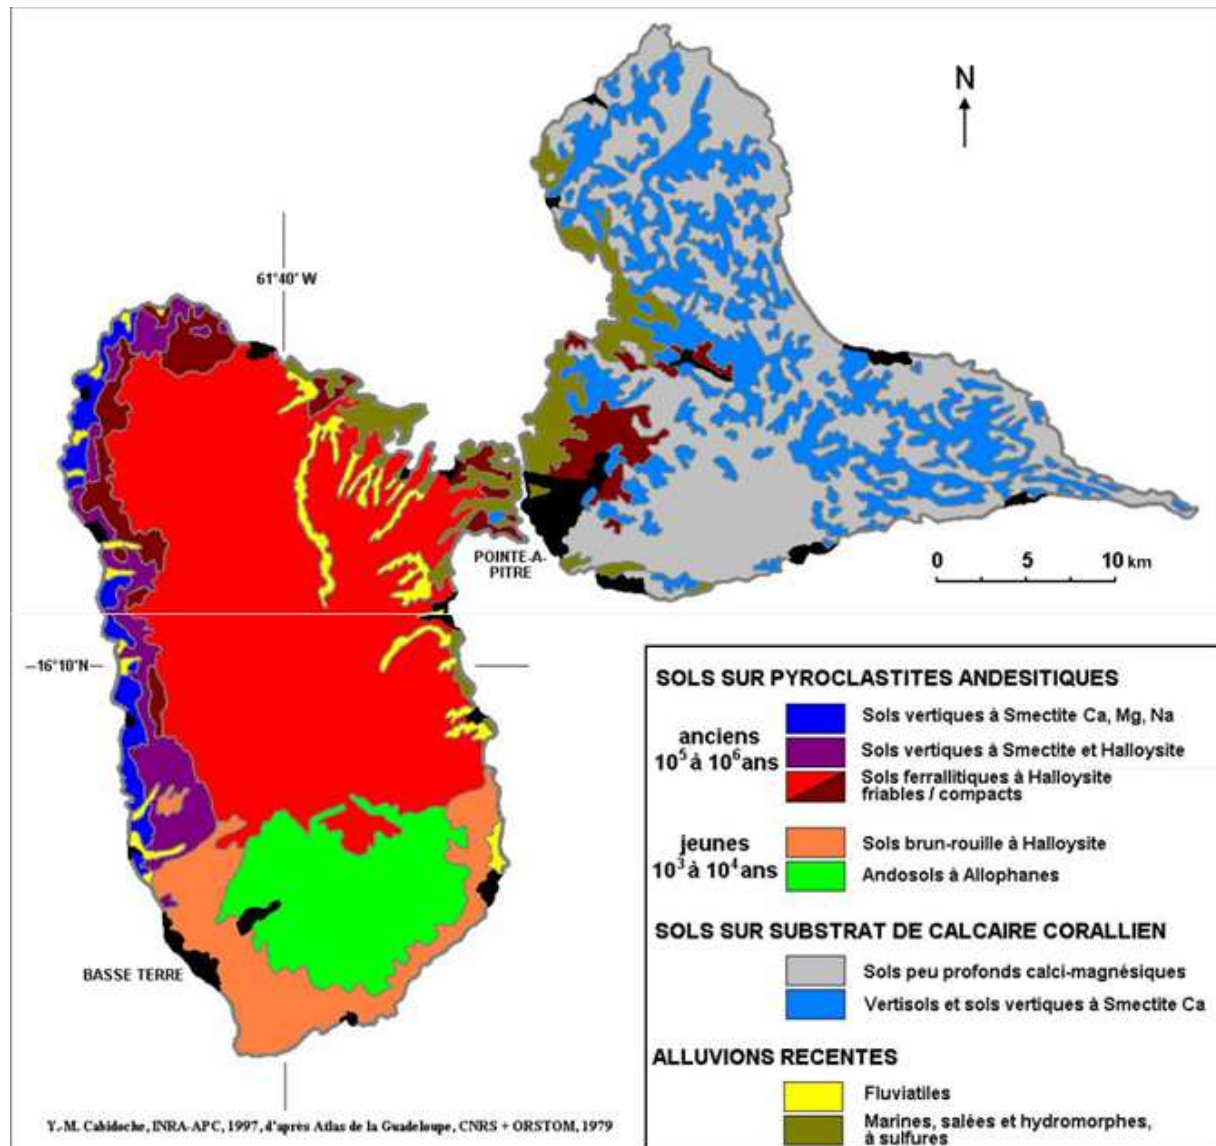 N
61°40' W
POINTE-A-
PITRE
0 5 10 km
16°10'N
BASSE TERRE
SOLS SUR PYROCLASTITES ANDESITIQUES
anciens
10⁵ à 10⁶ ans
Sols vertiques à Smectite Ca, Mg, Na
Sols vertiques à Smectite et Halloysite
Sols ferrallitiques à Halloysite
friables / compacts
jeunes
10³ à 10⁴ ans
Sols brun-rouille à Halloysite
Andosols à Allophanes
SOLS SUR SUBSTRAT DE CALCAIRE CORALLIEN
Sols peu profonds calci-magnésiques
Vertisols et sols vertiques à Smectite Ca
ALLUVIONS RECENTES
Fluviatiles
Marines, salées et hydromorphes,
à sulfures
Y.-M. Cabidoche, INRA-APC, 1997, d'après Atlas de la Guadeloupe, CNRS + ORSTOM, 1979